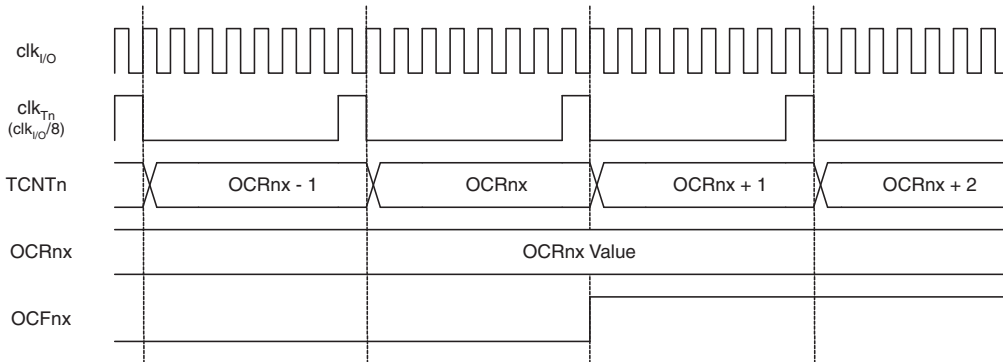 clkI/O
clkTn
(clkI/O/8)
TCNTn
OCRnx - 1
OCRnx
OCRnx + 1
OCRnx + 2
OCRnx
OCRnx Value
OCFnx